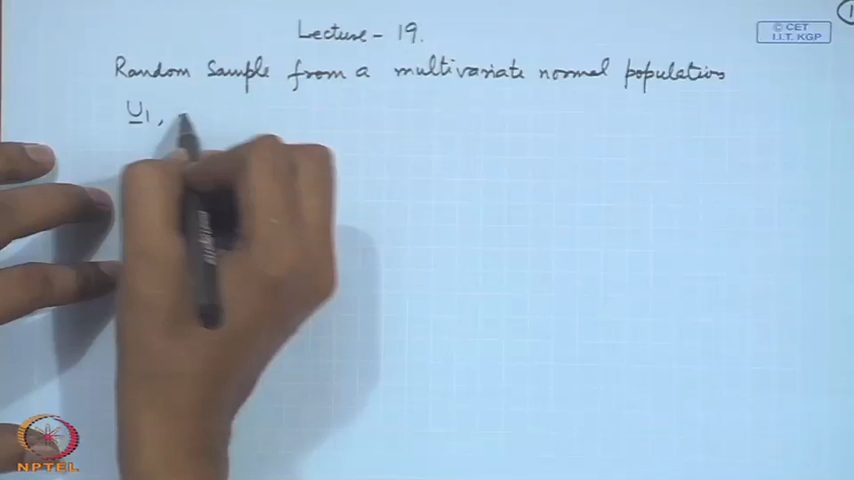 Lecture - 19.
© CET
I.I.T. KGP
Random Sample from a multivariate normal population
U1,
NPTEL